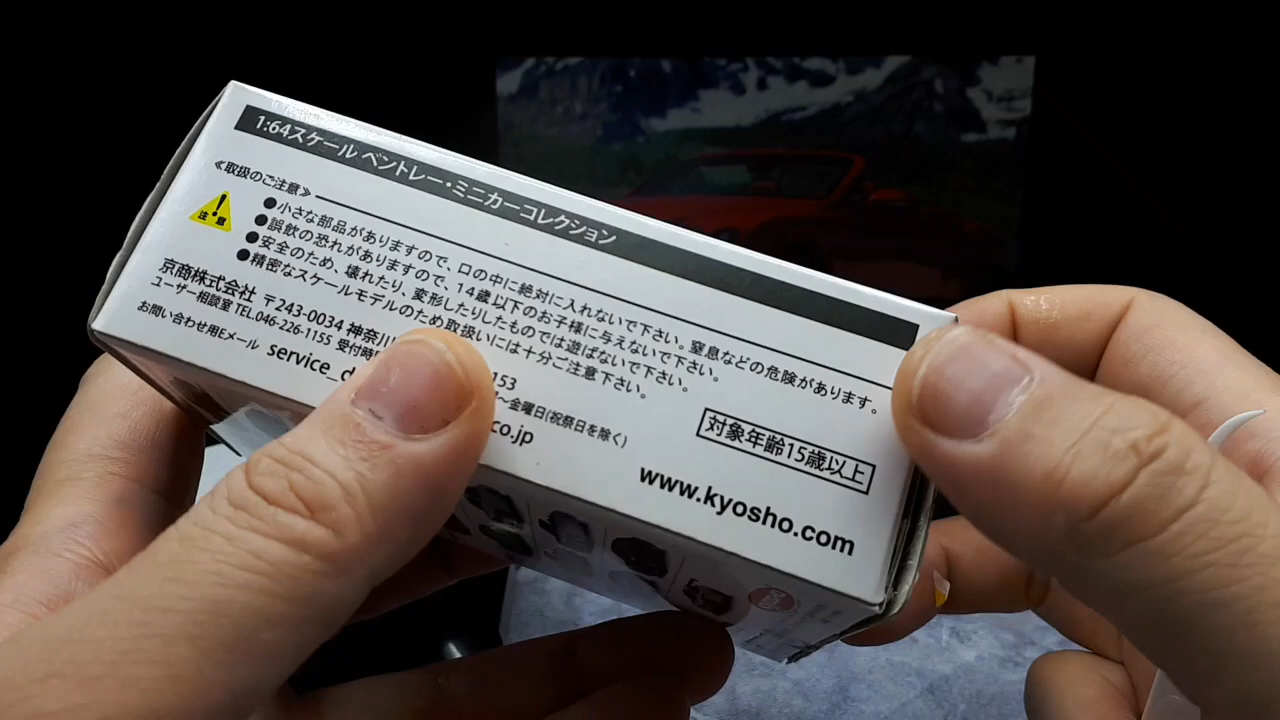 1:64スケール ベントレー・ミニカーコレクション
≪取扱のご注意≫
注意
●小さな部品がありますので、口の中に絶対に入れないで下さい。窒息などの危険があります。
●誤飲の恐れがありますので、14歳以下のお子様に与えないで下さい。
●安全のため、壊れたり、変形したりしたものでは遊ばないで下さい。
●精密なスケールモデルのため取扱いには十分ご注意下さい。
京商株式会社 〒243-0034 神奈川 153
ユーザー相談室 TEL.046-226-1155 受付時 ～金曜日(祝祭日を除く)
お問い合わせ用Eメール service_d co.jp
対象年齢15歳以上
www.kyosho.com